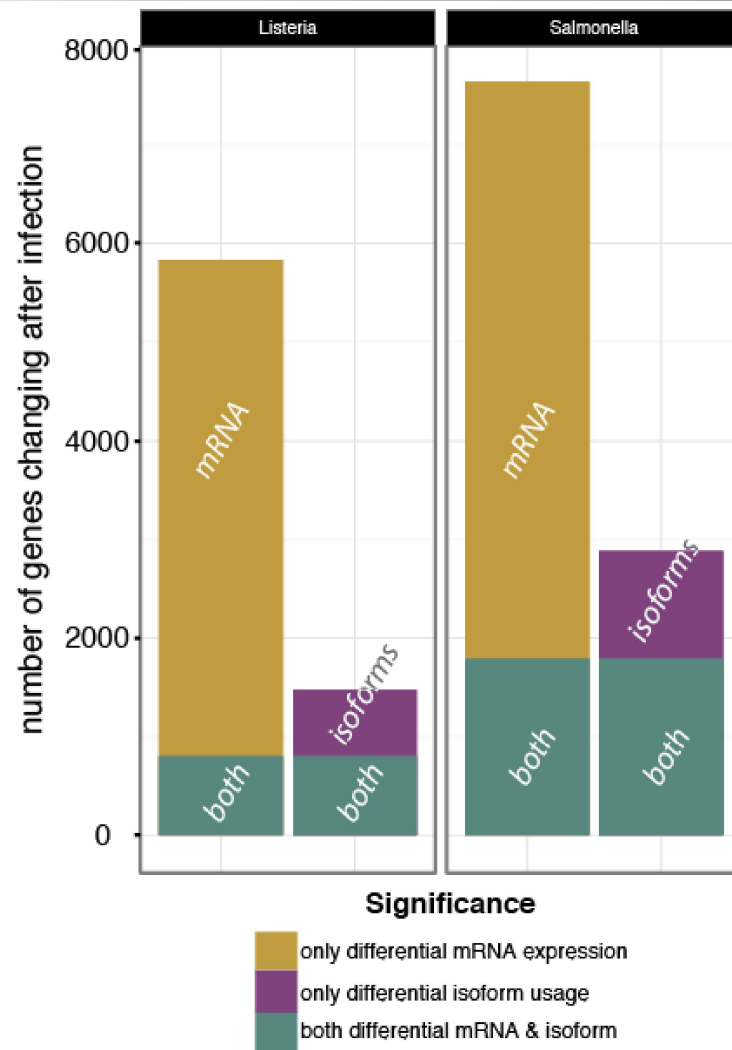 Listeria
Salmonella
number of genes changing after infection
8000
6000
4000
2000
0
mRNA
both
isoforms
both
mRNA
both
isoforms
both
Significance
only differential mRNA expression
only differential isoform usage
both differential mRNA & isoform